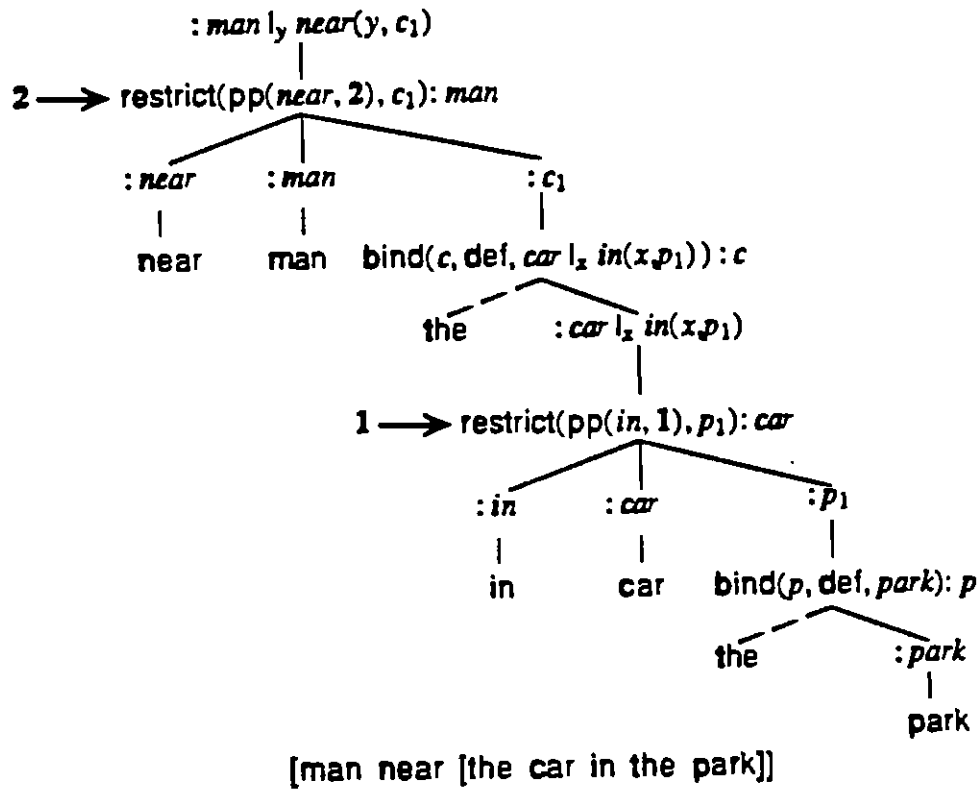 : man |y near(y, c1)
2 restrict(pp(near, 2), c1): man
: near : man : c1
near man bind(c, def, car |x in(x,p1)) : c
the : car |x in(x,p1)
1 restrict(pp(in, 1), p1): car
: in : car : p1
in car bind(p, def, park): p
the : park
park
[man near [the car in the park]]